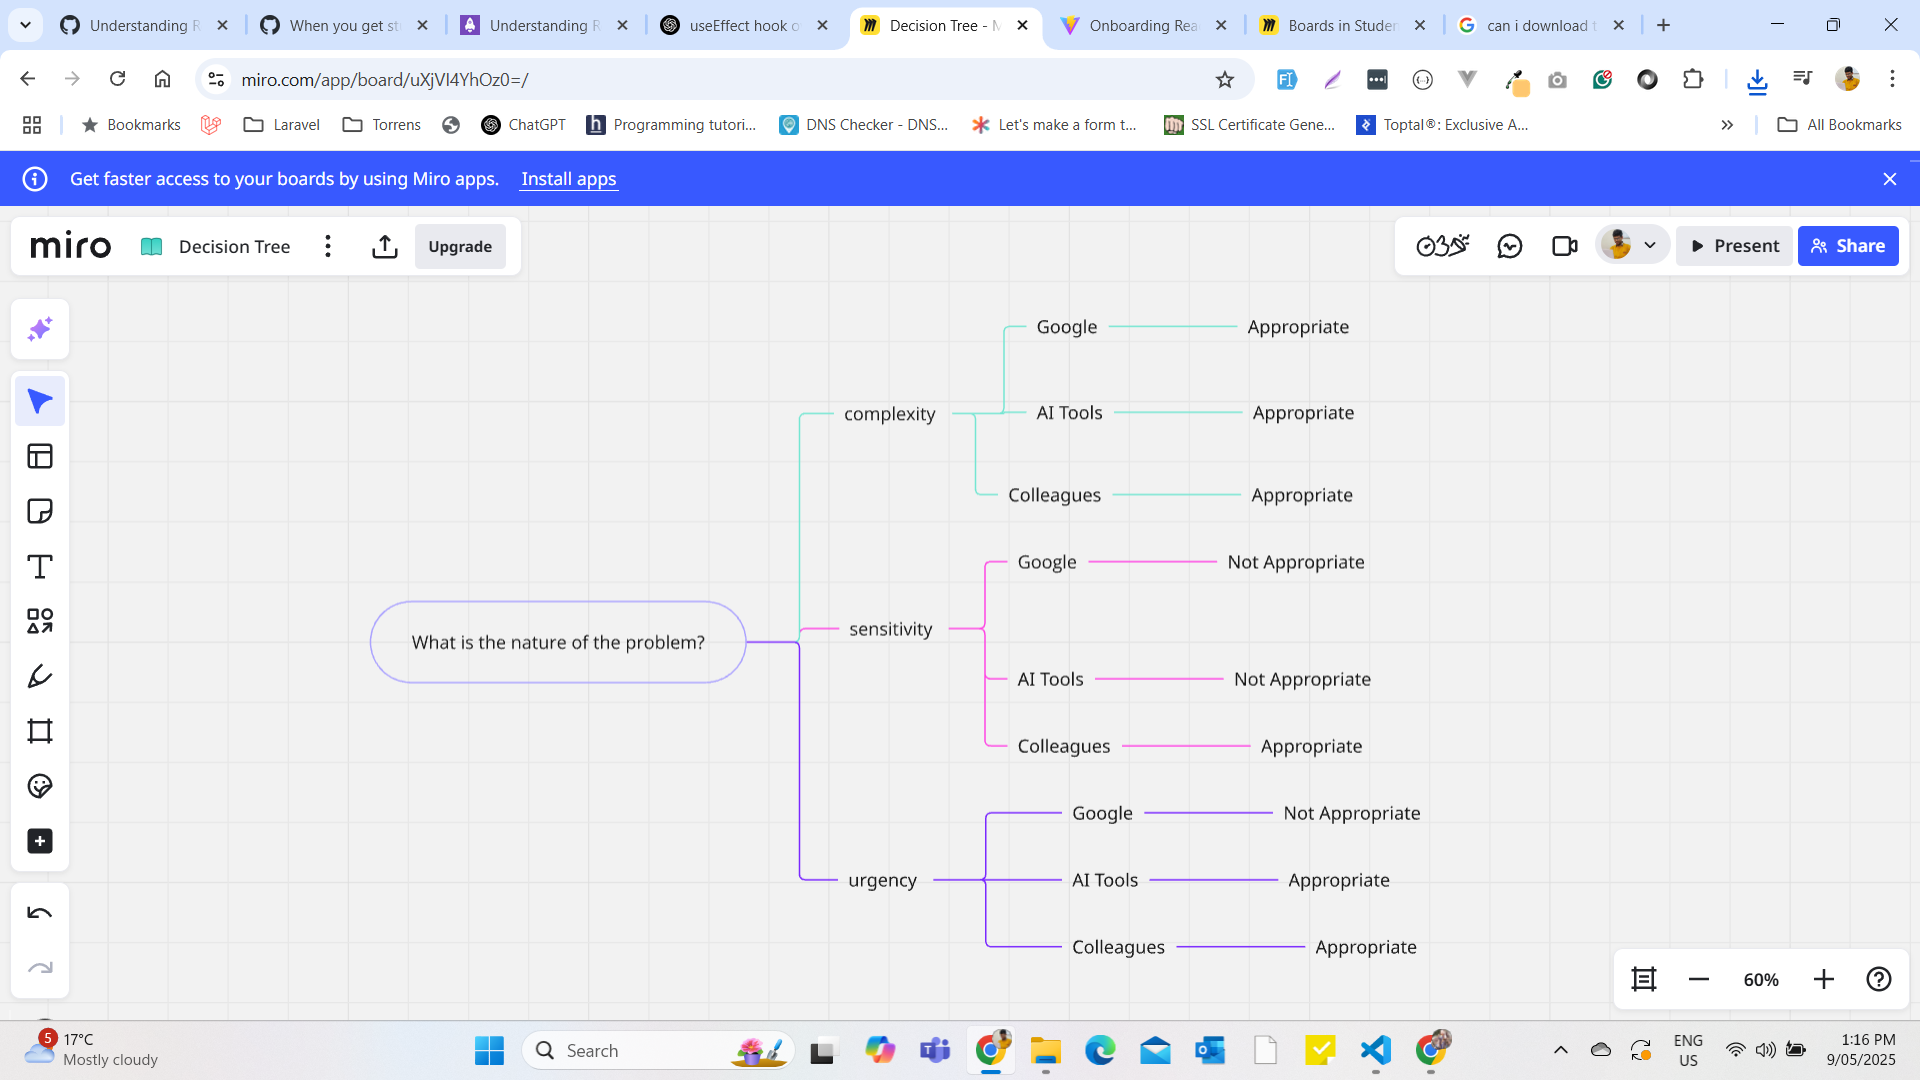 Understanding R
When you get st
Understanding R
useEffect hook o
Decision Tree - M
Onboarding Rea
Boards in Studen
can i download t
miro.com/app/board/uXjVI4YhOz0=/
Bookmarks
Laravel
Torrens
ChatGPT
Programming tutori...
DNS Checker - DNS...
Let's make a form t...
SSL Certificate Gene...
Toptal®: Exclusive A...
All Bookmarks
Get faster access to your boards by using Miro apps. Install apps
miro
Decision Tree
Upgrade
Present
Share
Google Appropriate
complexity
AI Tools Appropriate
Colleagues Appropriate
What is the nature of the problem?
sensitivity
Google Not Appropriate
AI Tools Not Appropriate
Colleagues Appropriate
urgency
Google Not Appropriate
AI Tools Appropriate
Colleagues Appropriate
60%
5
17°C
Mostly cloudy
Search
ENG
US
1:16 PM
9/05/2025